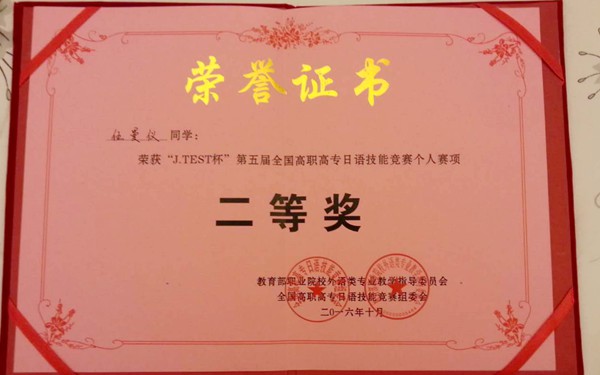 荣誉证书
杜曼仪 同学：
荣获“J.TEST杯”第五届全国高职高专日语技能竞赛个人赛项
二等奖
教育部职业院校外语类专业教学指导委员会
全国高职高专日语技能竞赛组委会
二〇一六年十月